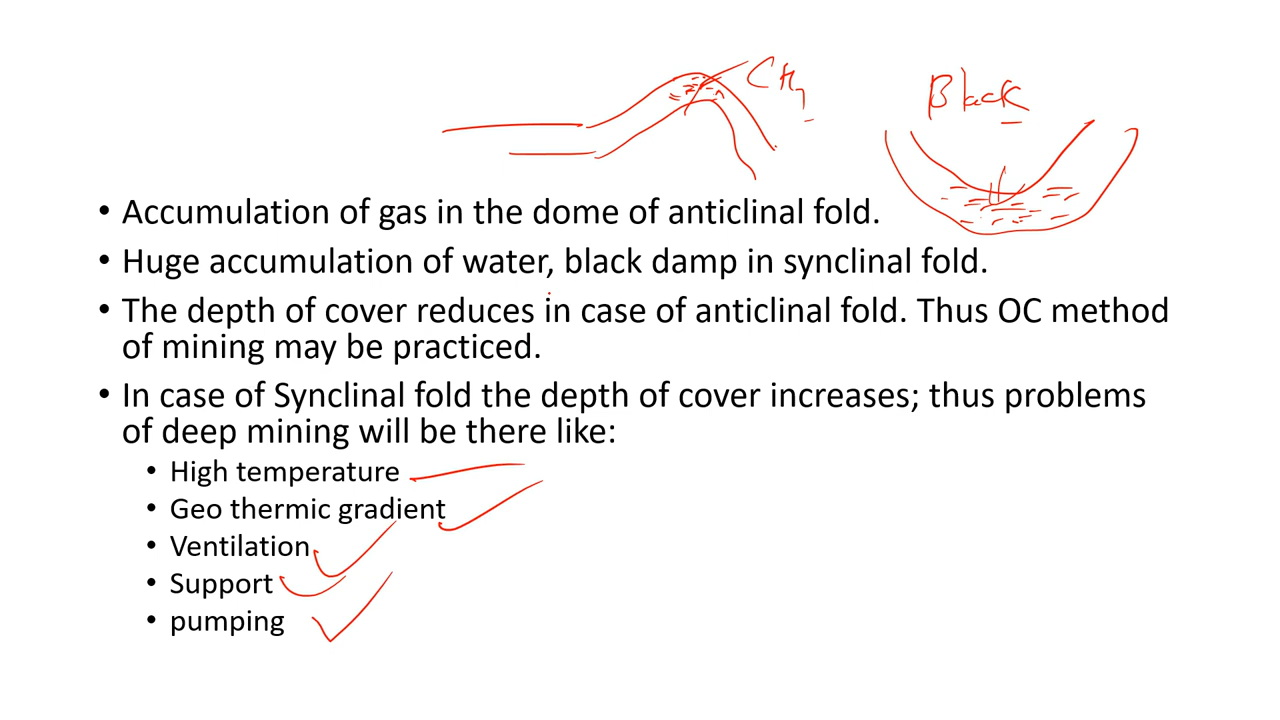 CH4
Black
• Accumulation of gas in the dome of anticlinal fold.
• Huge accumulation of water, black damp in synclinal fold.
• The depth of cover reduces in case of anticlinal fold. Thus OC method
of mining may be practiced.
• In case of Synclinal fold the depth of cover increases; thus problems
of deep mining will be there like:
• High temperature
• Geo thermic gradient
• Ventilation
• Support
• pumping